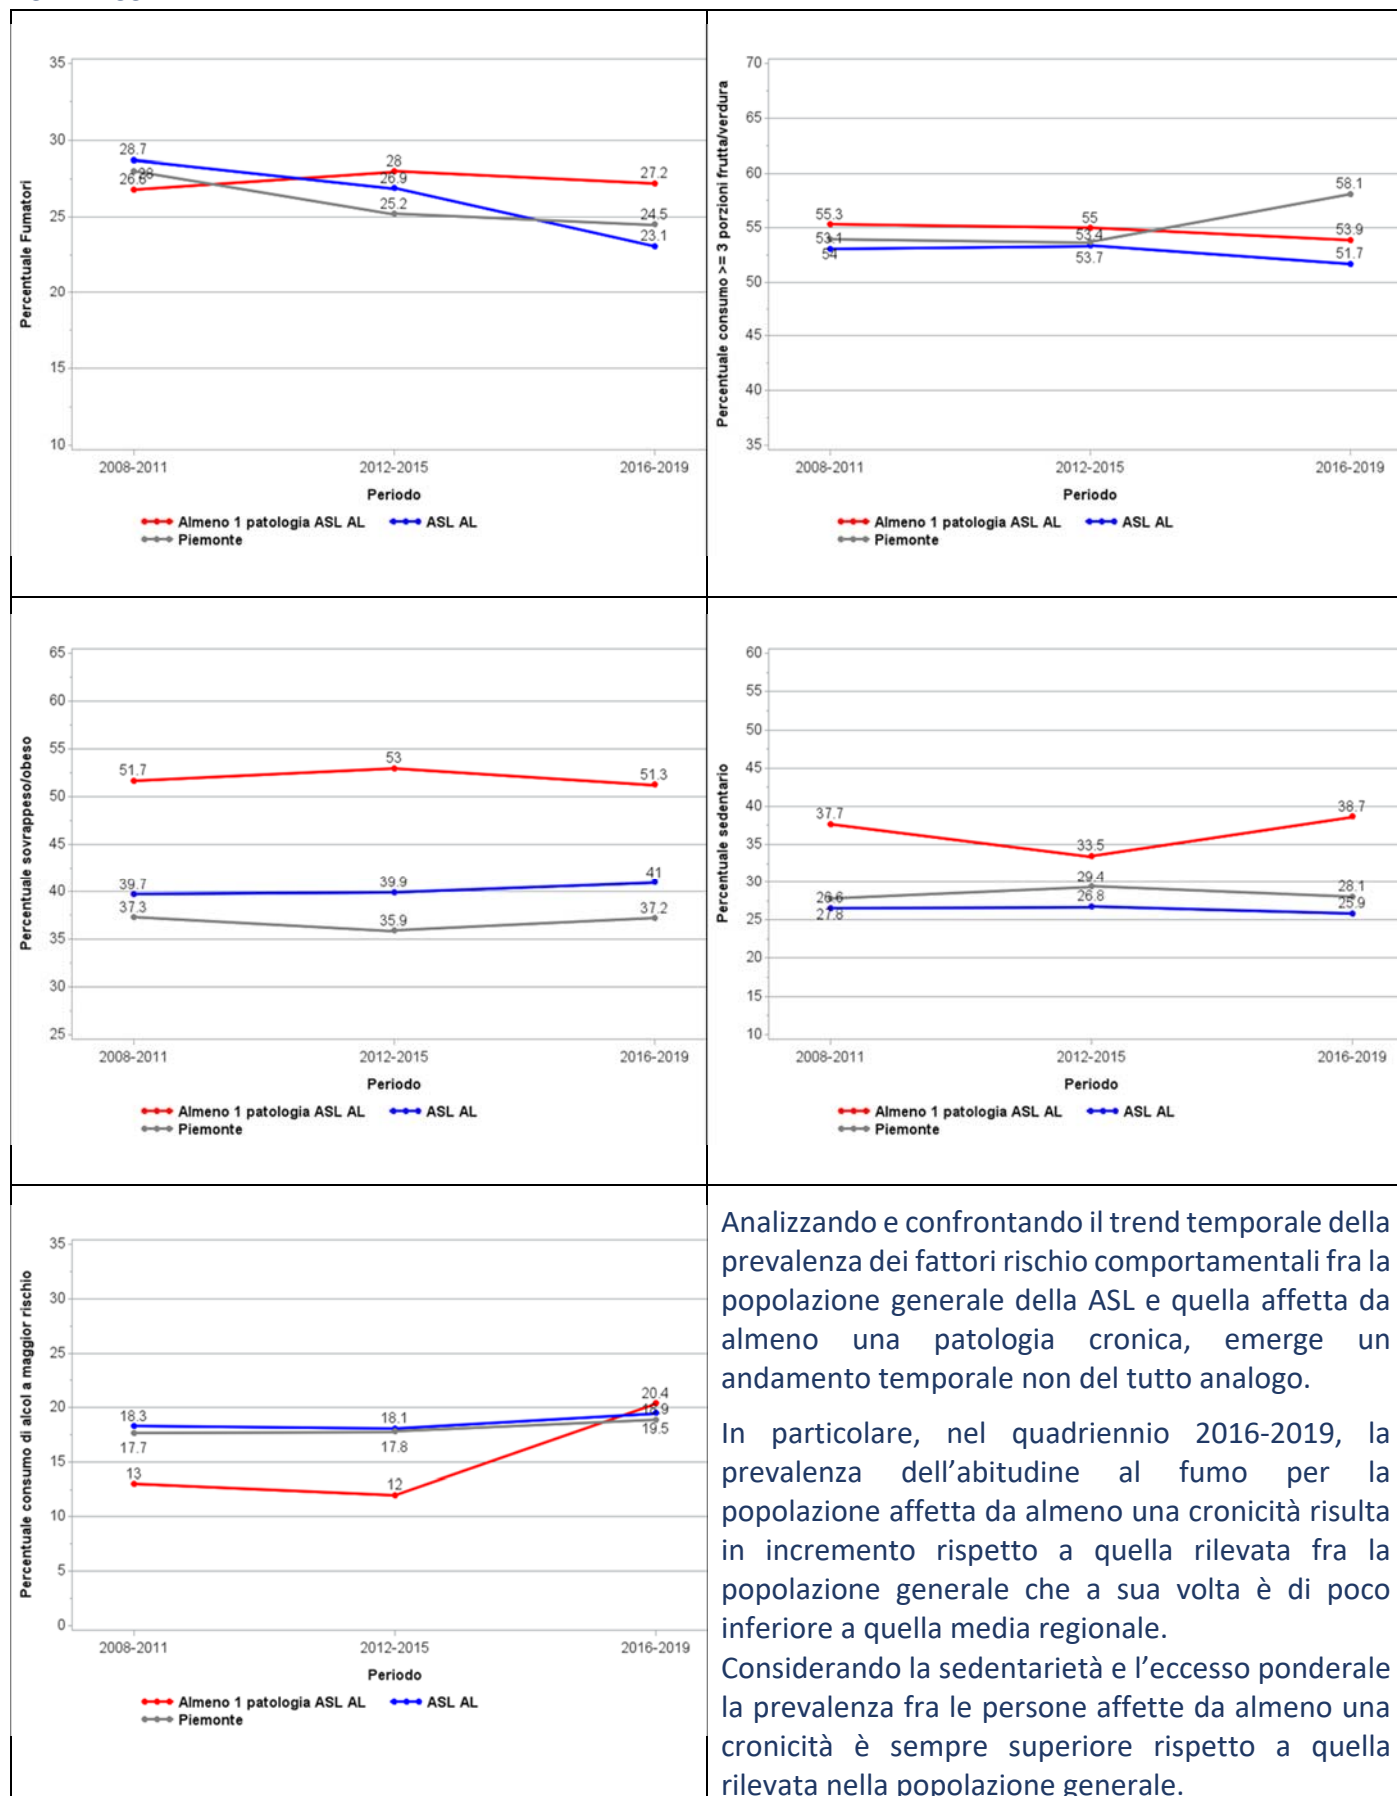 35
30
25
20
15
10
Percentuale Fumatori
28.7
28
26.9
27.2
25.2
24.5
23.1
2008-2011 2012-2015 2016-2019
Periodo
Almeno 1 patologia ASL AL ASL AL
Piemonte
70
65
60
55
50
45
40
35
Percentuale consumo >= 3 porzioni frutta/verdura
58.1
55.3
55
53.9
53.1
53.4
54
53.7
51.7
2008-2011 2012-2015 2016-2019
Periodo
Almeno 1 patologia ASL AL ASL AL
Piemonte
65
60
55
50
45
40
35
30
25
Percentuale sovrappeso/obeso
51.7
53
51.3
39.7
39.9
41
37.3
35.9
37.2
2008-2011 2012-2015 2016-2019
Periodo
Almeno 1 patologia ASL AL ASL AL
Piemonte
60
55
50
45
40
35
30
25
20
15
10
Percentuale sedentario
37.7
33.5
38.7
26.6
29.4
28.1
27.8
26.8
25.9
2008-2011 2012-2015 2016-2019
Periodo
Almeno 1 patologia ASL AL ASL AL
Piemonte
35
30
25
20
15
10
5
0
Percentuale consumo di alcol a maggior rischio
18.3
18.1
20.4
18.9
17.7
17.8
19.5
13
12
2008-2011 2012-2015 2016-2019
Periodo
Almeno 1 patologia ASL AL ASL AL
Piemonte
Analizzando e confrontando il trend temporale della
prevalenza dei fattori rischio comportamentali fra la
popolazione generale della ASL e quella affetta da
almeno una patologia cronica, emerge un
andamento temporale non del tutto analogo.
In particolare, nel quadriennio 2016-2019, la
prevalenza dell’abitudine al fumo per la
popolazione affetta da almeno una cronicità risulta
in incremento rispetto a quella rilevata fra la
popolazione generale che a sua volta è di poco
inferiore a quella media regionale.
Considerando la sedentarietà e l’eccesso ponderale
la prevalenza fra le persone affette da almeno una
cronicità è sempre superiore rispetto a quella
rilevata nella popolazione generale.